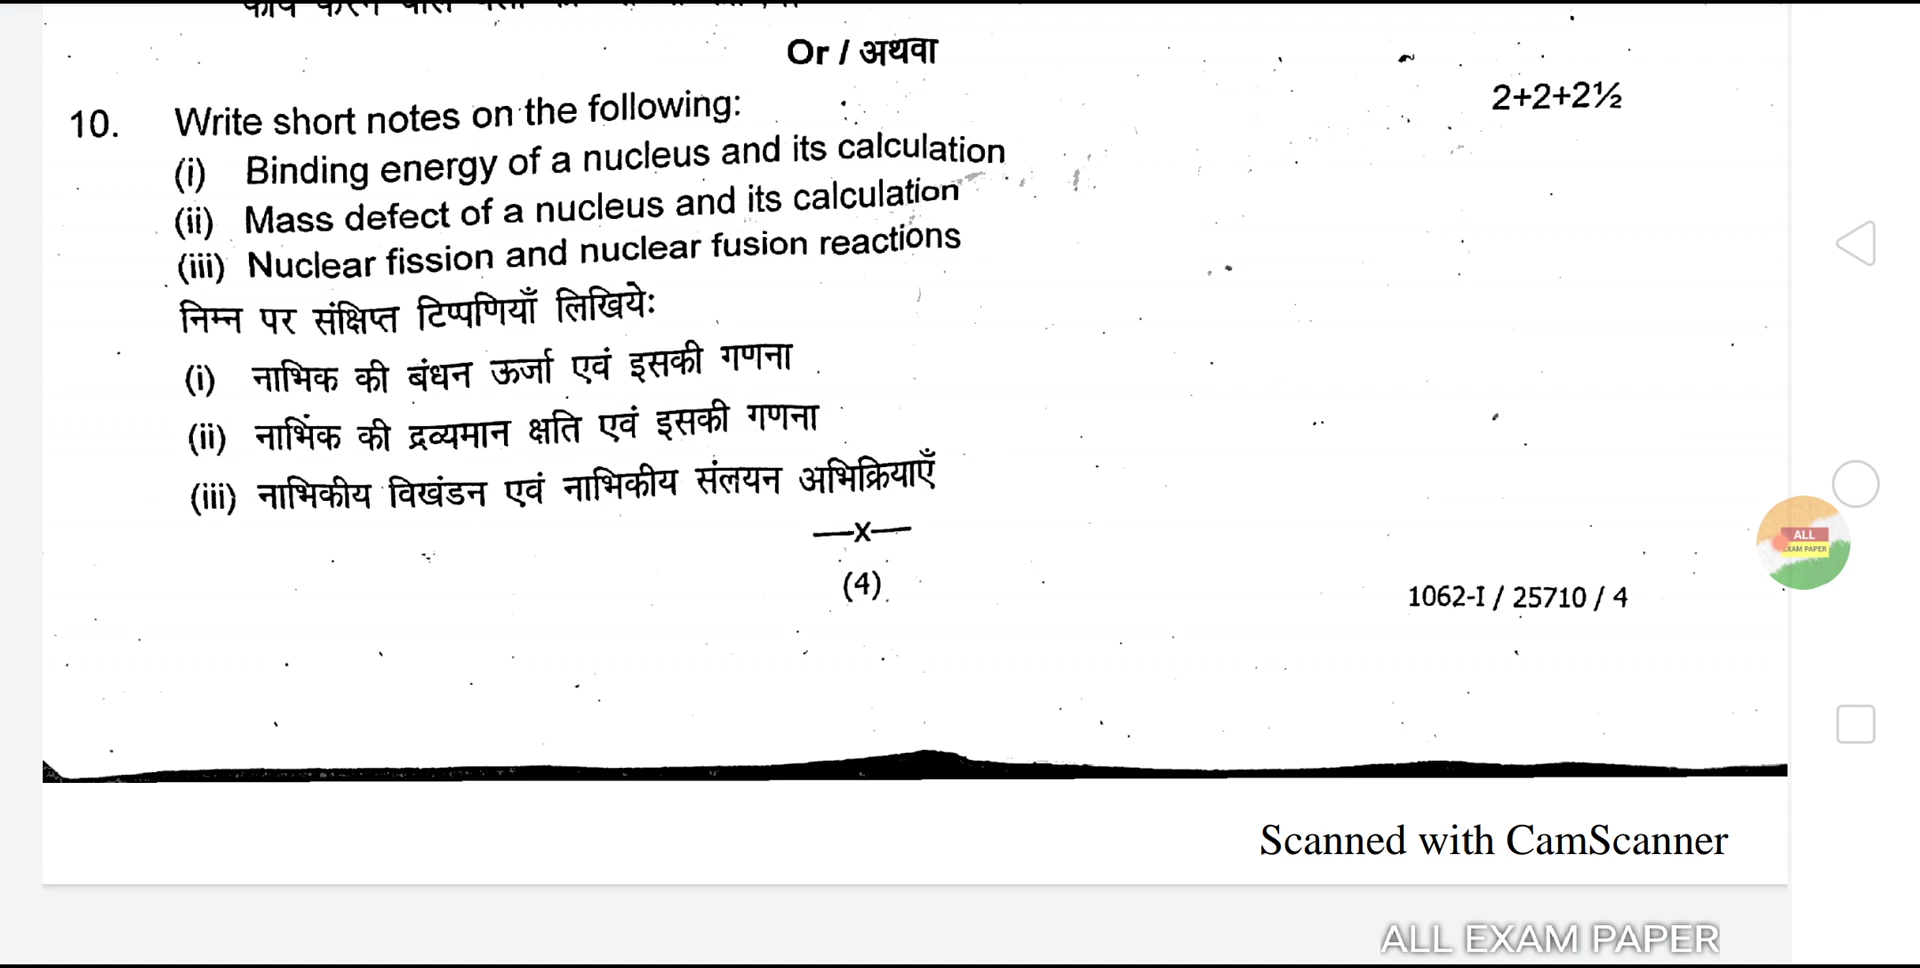 Or / अथवा
10. Write short notes on the following: 2+2+2½
(i) Binding energy of a nucleus and its calculation
(ii) Mass defect of a nucleus and its calculation
(iii) Nuclear fission and nuclear fusion reactions
निम्न पर संक्षिप्त टिप्पणियाँ लिखिये:
(i) नाभिक की बंधन ऊर्जा एवं इसकी गणना
(ii) नाभिक की द्रव्यमान क्षति एवं इसकी गणना
(iii) नाभिकीय विखंडन एवं नाभिकीय संलयन अभिक्रियाएँ
—x—
(4)
1062-I / 25710 / 4
ALL
EXAM PAPER
Scanned with CamScanner
ALL EXAM PAPER